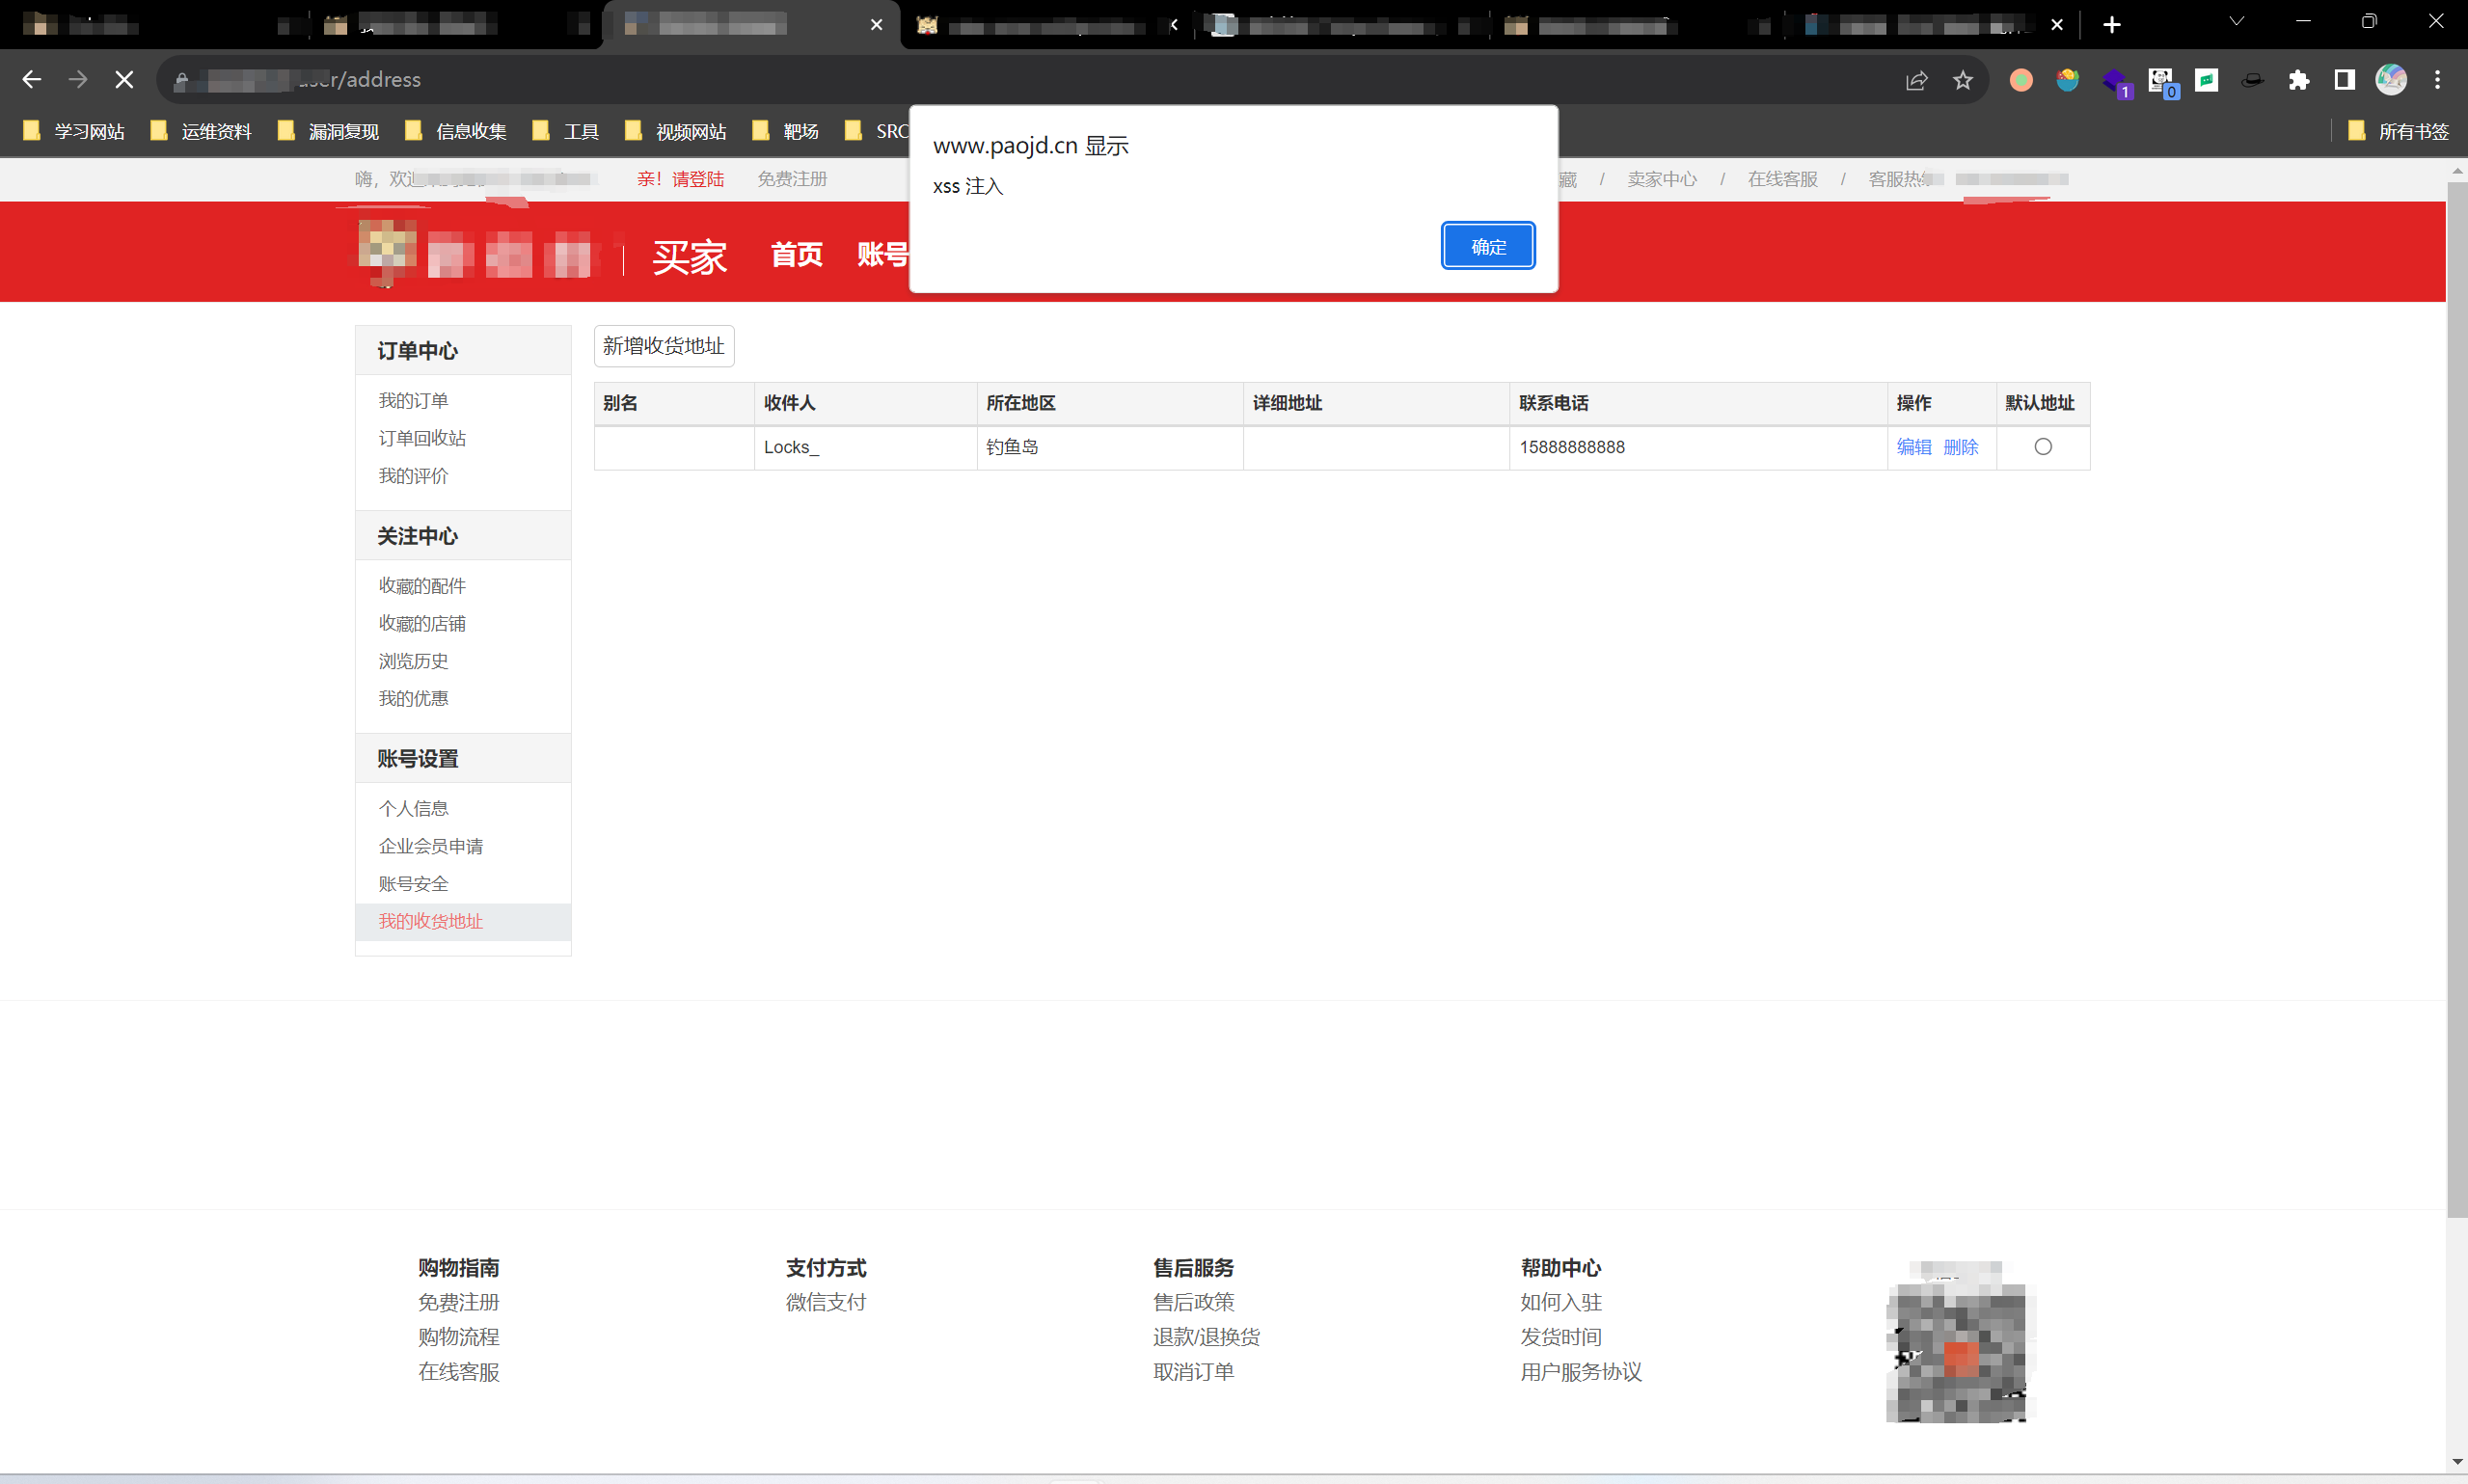 /address
学习网站 运维资料 漏洞复现 信息收集 工具 视频网站 靶场 SRC 所有书签
1
0
www.paojd.cn 显示
xss 注入
确定
嗨，欢迎 亲！请登陆 免费注册 藏 / 卖家中心 / 在线客服 / 客服热线
买家 首页 账号
订单中心
我的订单
订单回收站
我的评价
关注中心
收藏的配件
收藏的店铺
浏览历史
我的优惠
账号设置
个人信息
企业会员申请
账号安全
我的收货地址
新增收货地址
别名 收件人 所在地区 详细地址 联系电话 操作 默认地址
Locks_ 钓鱼岛 15888888888 编辑 删除
购物指南
免费注册
购物流程
在线客服
支付方式
微信支付
售后服务
售后政策
退款/退换货
取消订单
帮助中心
如何入驻
发货时间
用户服务协议